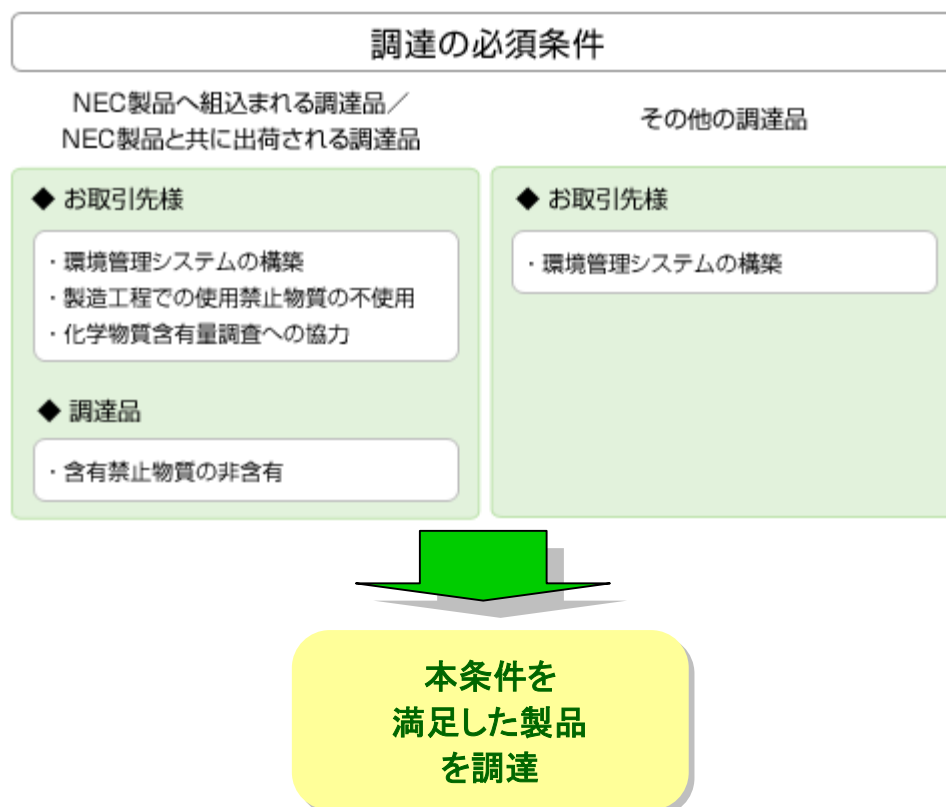 調達の必須条件
NEC製品へ組込まれる調達品／
NEC製品と共に出荷される調達品
◆ お取引先様
・環境管理システムの構築
・製造工程での使用禁止物質の不使用
・化学物質含有量調査への協力
◆ 調達品
・含有禁止物質の非含有
その他の調達品
◆ お取引先様
・環境管理システムの構築
本条件を
満足した製品
を調達